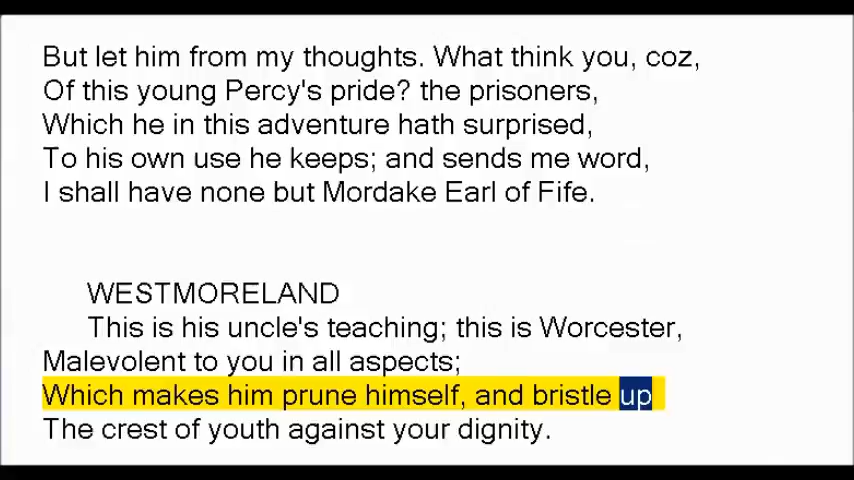 But let him from my thoughts. What think you, coz,
Of this young Percy's pride? the prisoners,
Which he in this adventure hath surprised,
To his own use he keeps; and sends me word,
I shall have none but Mordake Earl of Fife.
WESTMORELAND
This is his uncle's teaching; this is Worcester,
Malevolent to you in all aspects;
Which makes him prune himself, and bristle up
The crest of youth against your dignity.